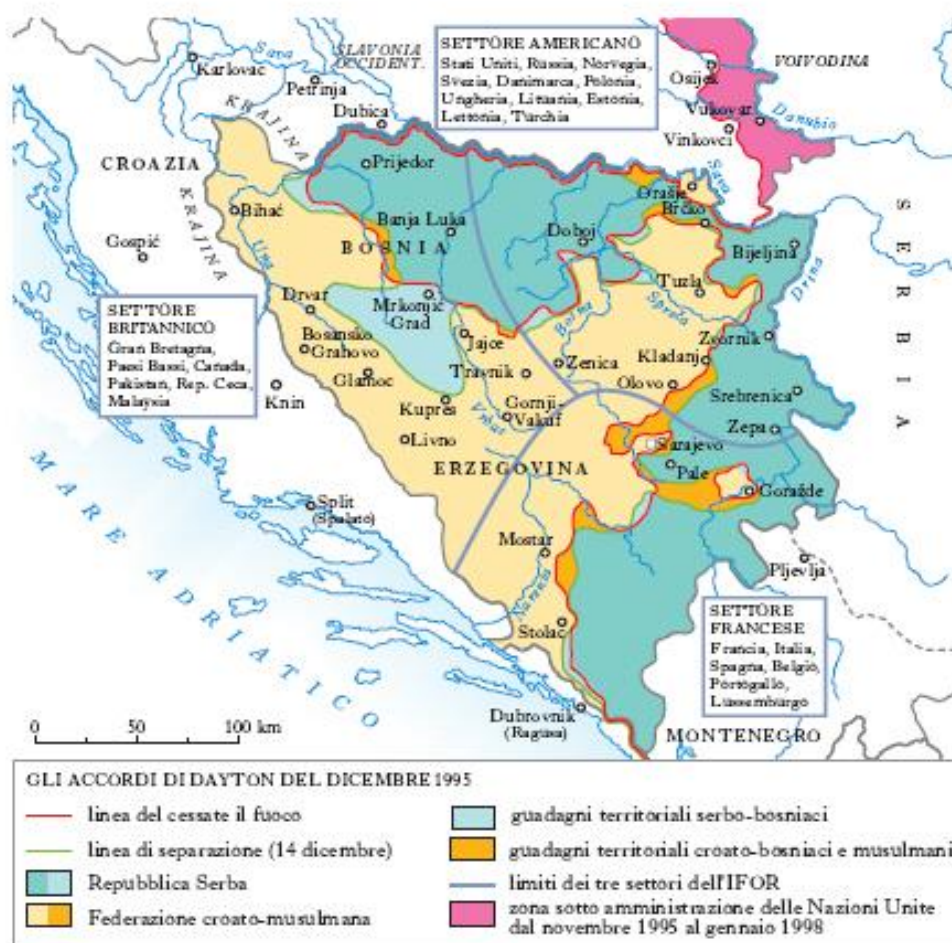 SLAVONIA
OCCIDENT.
Sava
Karlovac
Petrinja
KRAJINA
Dubica
SETTORE AMERICANO
Stati Uniti, Russia, Norvegia,
Svezia, Danimarca, Polonia,
Ungheria, Lituania, Estonia,
Lettonia, Turchia
Osijek
VOIVODINA
Vukovar
Danubio
Vinkovci
CROAZIA
KRAJINA
Prijedor
Sava
Orašje
Brčko
SERBIA
Bihać
Banja Luka
BOSNIA
Doboj
Bijeljina
Gospić
Una
Tuzla
Drina
Drvar
Mrkonjić
Grad
Bosna
Spreča
Zvornik
SETTORE
BRITANNICO
Gran Bretagna,
Paesi Bassi, Canada,
Pakistan, Rep. Ceca,
Malaysia
Bosansko
Grahovo
Jajce
Zenica
Kladanj
Glamoc
Travnik
Olovo
Srebrenica
Knin
Kupres
Gornji-
Vakuf
Vrbas
Zepa
Livno
Sarajevo
ERZEGOVINA
Pale
Goražde
MARE ADRIATICO
Split
(Spalato)
Mostar
Pljevlja
Narenta
Stolac
SETTORE
FRANCESE
Francia, Italia,
Spagna, Belgio,
Portogallo,
Lussemburgo
Dubrovnik
(Ragusa)
MONTENEGRO
0 50 100 km
GLI ACCORDI DI DAYTON DEL DICEMBRE 1995
linea del cessate il fuoco
linea di separazione (14 dicembre)
Repubblica Serba
Federazione croato-musulmana
guadagni territoriali serbo-bosniaci
guadagni territoriali croato-bosniaci e musulmani
limiti dei tre settori dell'IFOR
zona sotto amministrazione delle Nazioni Unite
dal novembre 1995 al gennaio 1998